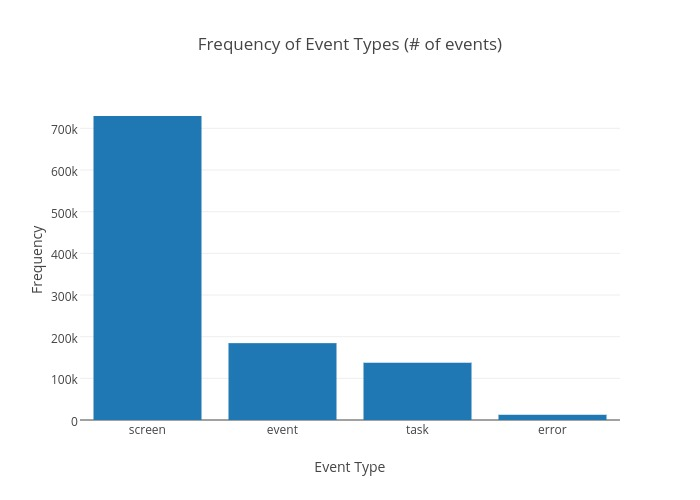 Frequency of Event Types (# of events)
700k
600k
500k
400k
300k
200k
100k
0
Frequency
screen event task error
Event Type